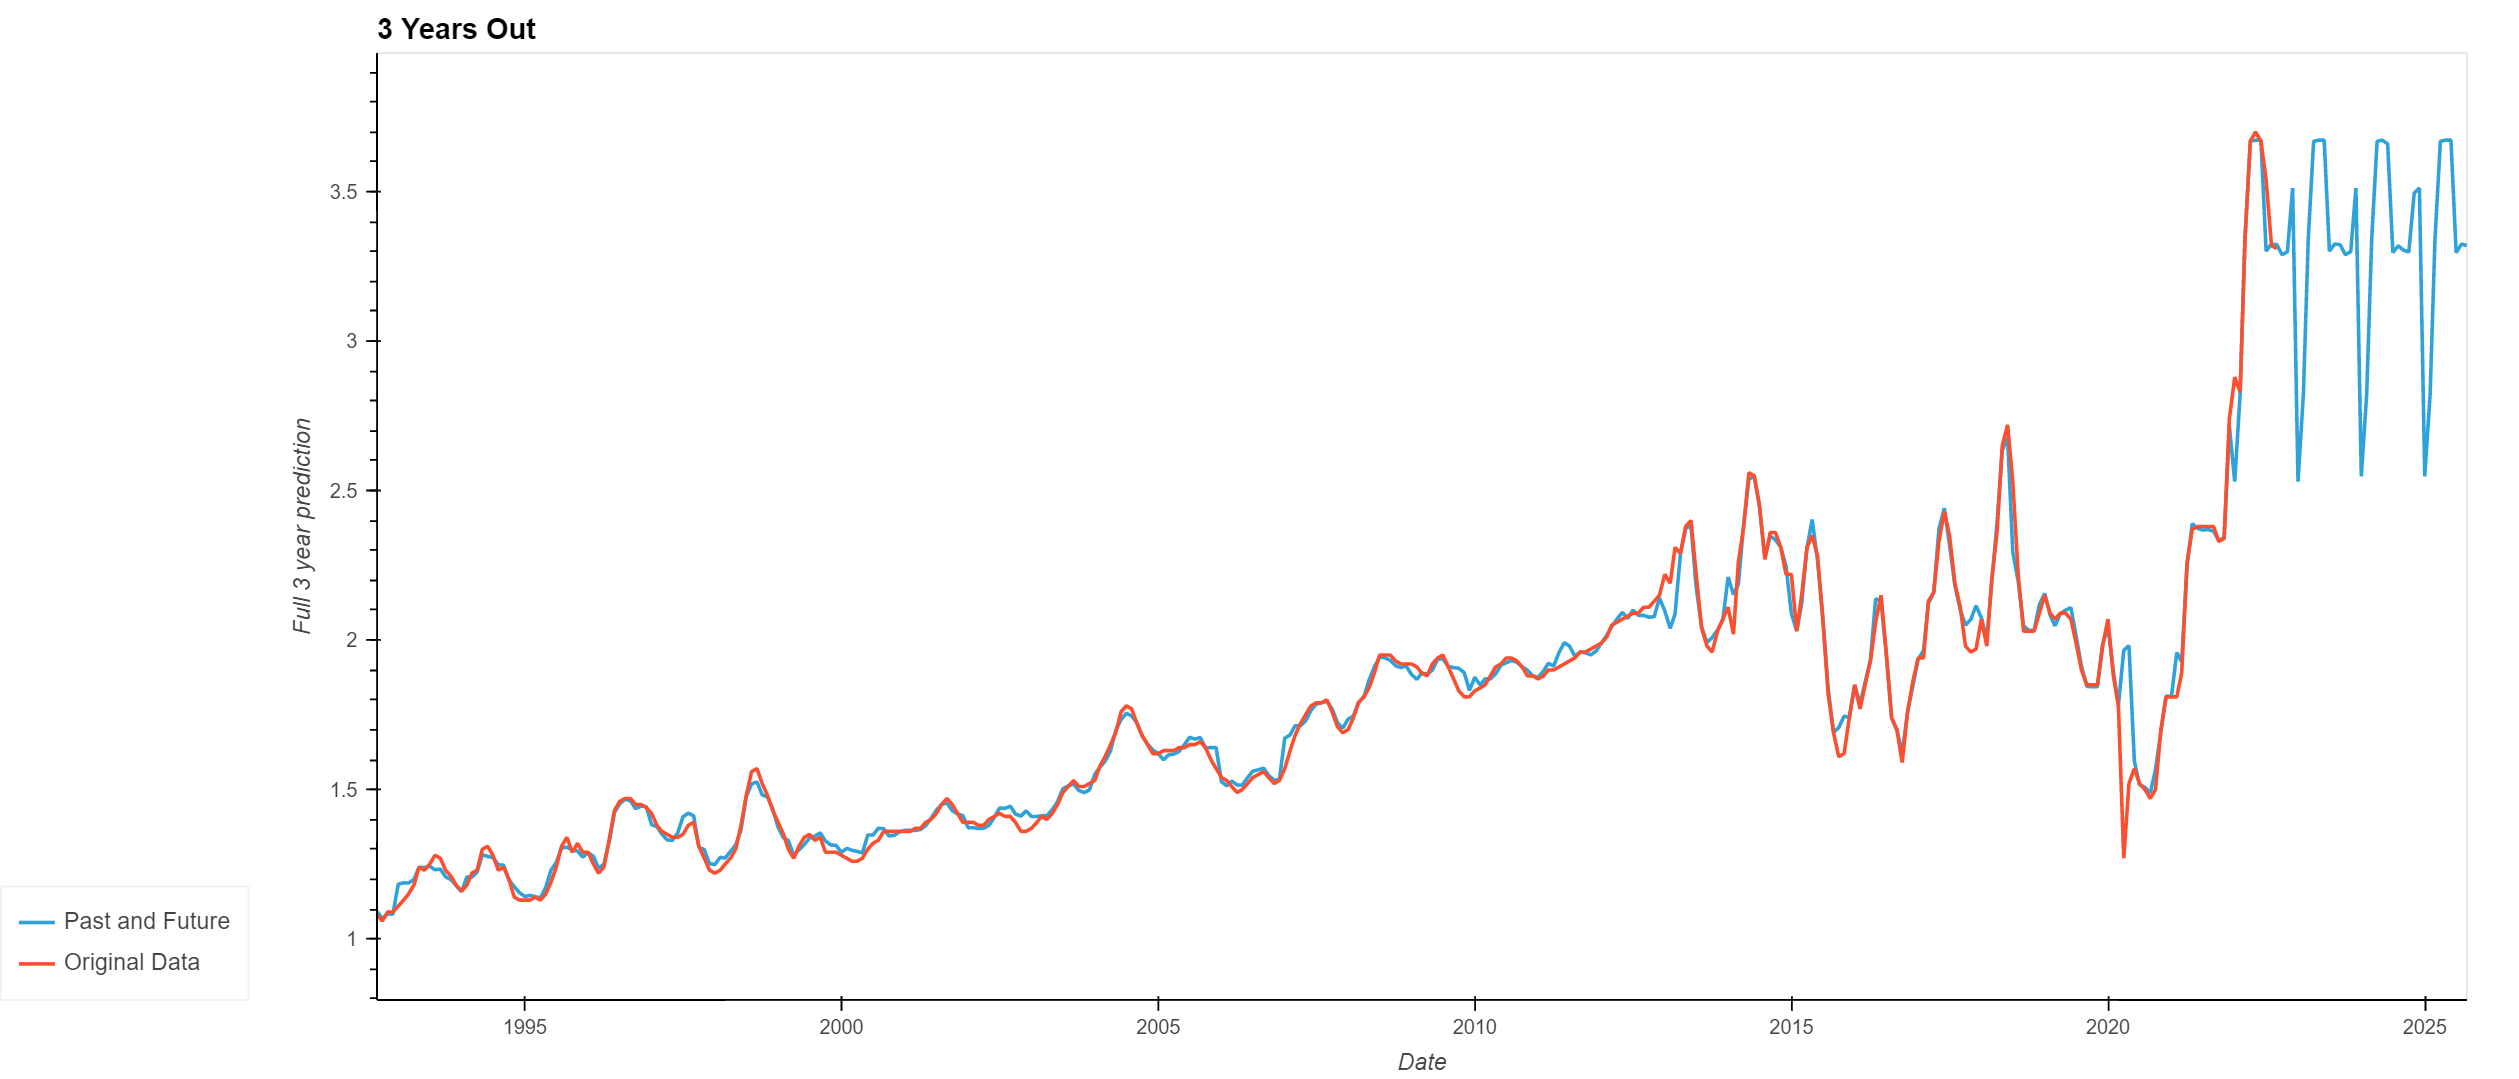 3 Years Out
Full 3 year prediction
3.5
3
2.5
2
1.5
1
1995
2000
2005
2010
2015
2020
2025
Date
Past and Future
Original Data